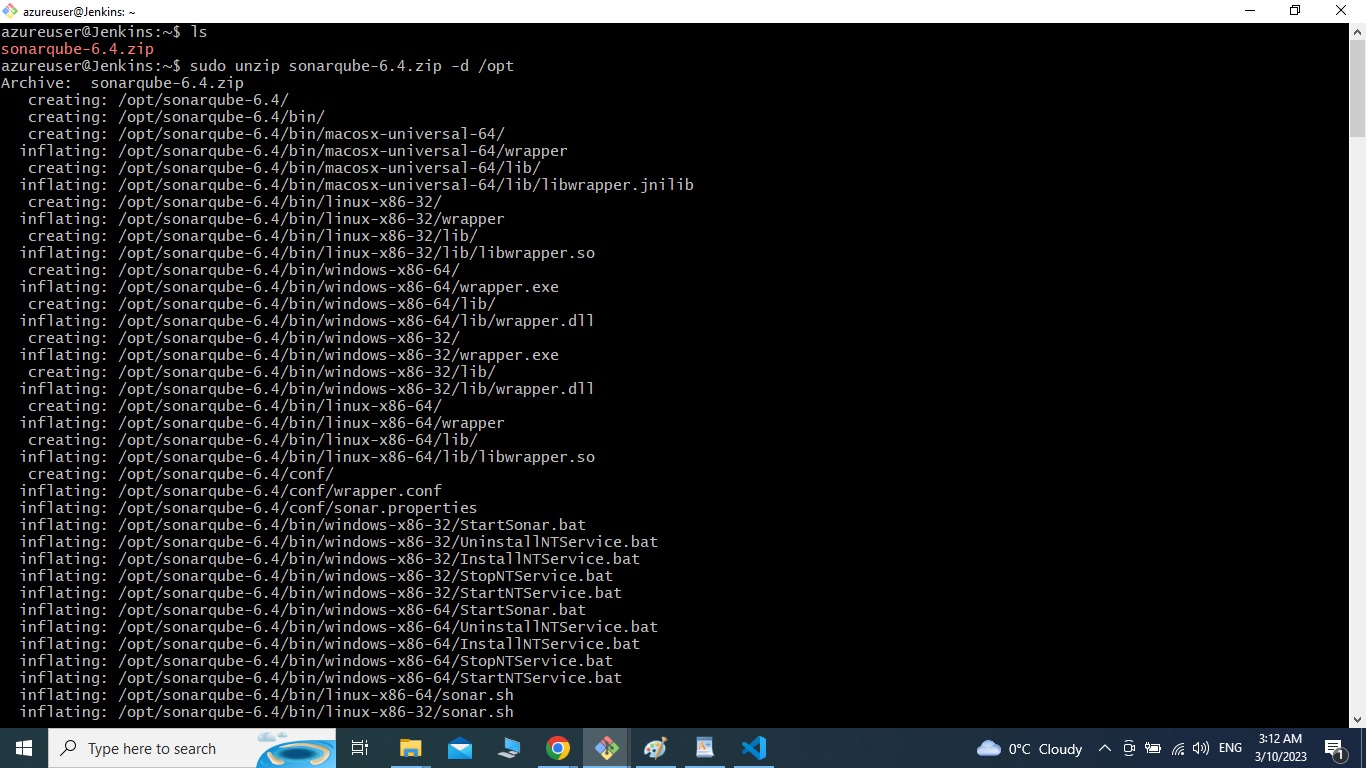 azureuser@Jenkins: ~
azureuser@Jenkins:~$ ls
sonarqube-6.4.zip
azureuser@Jenkins:~$ sudo unzip sonarqube-6.4.zip -d /opt
Archive:  sonarqube-6.4.zip
   creating: /opt/sonarqube-6.4/
   creating: /opt/sonarqube-6.4/bin/
   creating: /opt/sonarqube-6.4/bin/macosx-universal-64/
  inflating: /opt/sonarqube-6.4/bin/macosx-universal-64/wrapper
   creating: /opt/sonarqube-6.4/bin/macosx-universal-64/lib/
  inflating: /opt/sonarqube-6.4/bin/macosx-universal-64/lib/libwrapper.jnilib
   creating: /opt/sonarqube-6.4/bin/linux-x86-32/
  inflating: /opt/sonarqube-6.4/bin/linux-x86-32/wrapper
   creating: /opt/sonarqube-6.4/bin/linux-x86-32/lib/
  inflating: /opt/sonarqube-6.4/bin/linux-x86-32/lib/libwrapper.so
   creating: /opt/sonarqube-6.4/bin/windows-x86-64/
  inflating: /opt/sonarqube-6.4/bin/windows-x86-64/wrapper.exe
   creating: /opt/sonarqube-6.4/bin/windows-x86-64/lib/
  inflating: /opt/sonarqube-6.4/bin/windows-x86-64/lib/wrapper.dll
   creating: /opt/sonarqube-6.4/bin/windows-x86-32/
  inflating: /opt/sonarqube-6.4/bin/windows-x86-32/wrapper.exe
   creating: /opt/sonarqube-6.4/bin/windows-x86-32/lib/
  inflating: /opt/sonarqube-6.4/bin/windows-x86-32/lib/wrapper.dll
   creating: /opt/sonarqube-6.4/bin/linux-x86-64/
  inflating: /opt/sonarqube-6.4/bin/linux-x86-64/wrapper
   creating: /opt/sonarqube-6.4/bin/linux-x86-64/lib/
  inflating: /opt/sonarqube-6.4/bin/linux-x86-64/lib/libwrapper.so
   creating: /opt/sonarqube-6.4/conf/
  inflating: /opt/sonarqube-6.4/conf/wrapper.conf
  inflating: /opt/sonarqube-6.4/conf/sonar.properties
  inflating: /opt/sonarqube-6.4/bin/windows-x86-32/StartSonar.bat
  inflating: /opt/sonarqube-6.4/bin/windows-x86-32/UninstallNTService.bat
  inflating: /opt/sonarqube-6.4/bin/windows-x86-32/InstallNTService.bat
  inflating: /opt/sonarqube-6.4/bin/windows-x86-32/StopNTService.bat
  inflating: /opt/sonarqube-6.4/bin/windows-x86-32/StartNTService.bat
  inflating: /opt/sonarqube-6.4/bin/windows-x86-64/StartSonar.bat
  inflating: /opt/sonarqube-6.4/bin/windows-x86-64/UninstallNTService.bat
  inflating: /opt/sonarqube-6.4/bin/windows-x86-64/InstallNTService.bat
  inflating: /opt/sonarqube-6.4/bin/windows-x86-64/StopNTService.bat
  inflating: /opt/sonarqube-6.4/bin/windows-x86-64/StartNTService.bat
  inflating: /opt/sonarqube-6.4/bin/linux-x86-64/sonar.sh
  inflating: /opt/sonarqube-6.4/bin/linux-x86-32/sonar.sh
Type here to search
0°C Cloudy
ENG
3:12 AM
3/10/2023
1